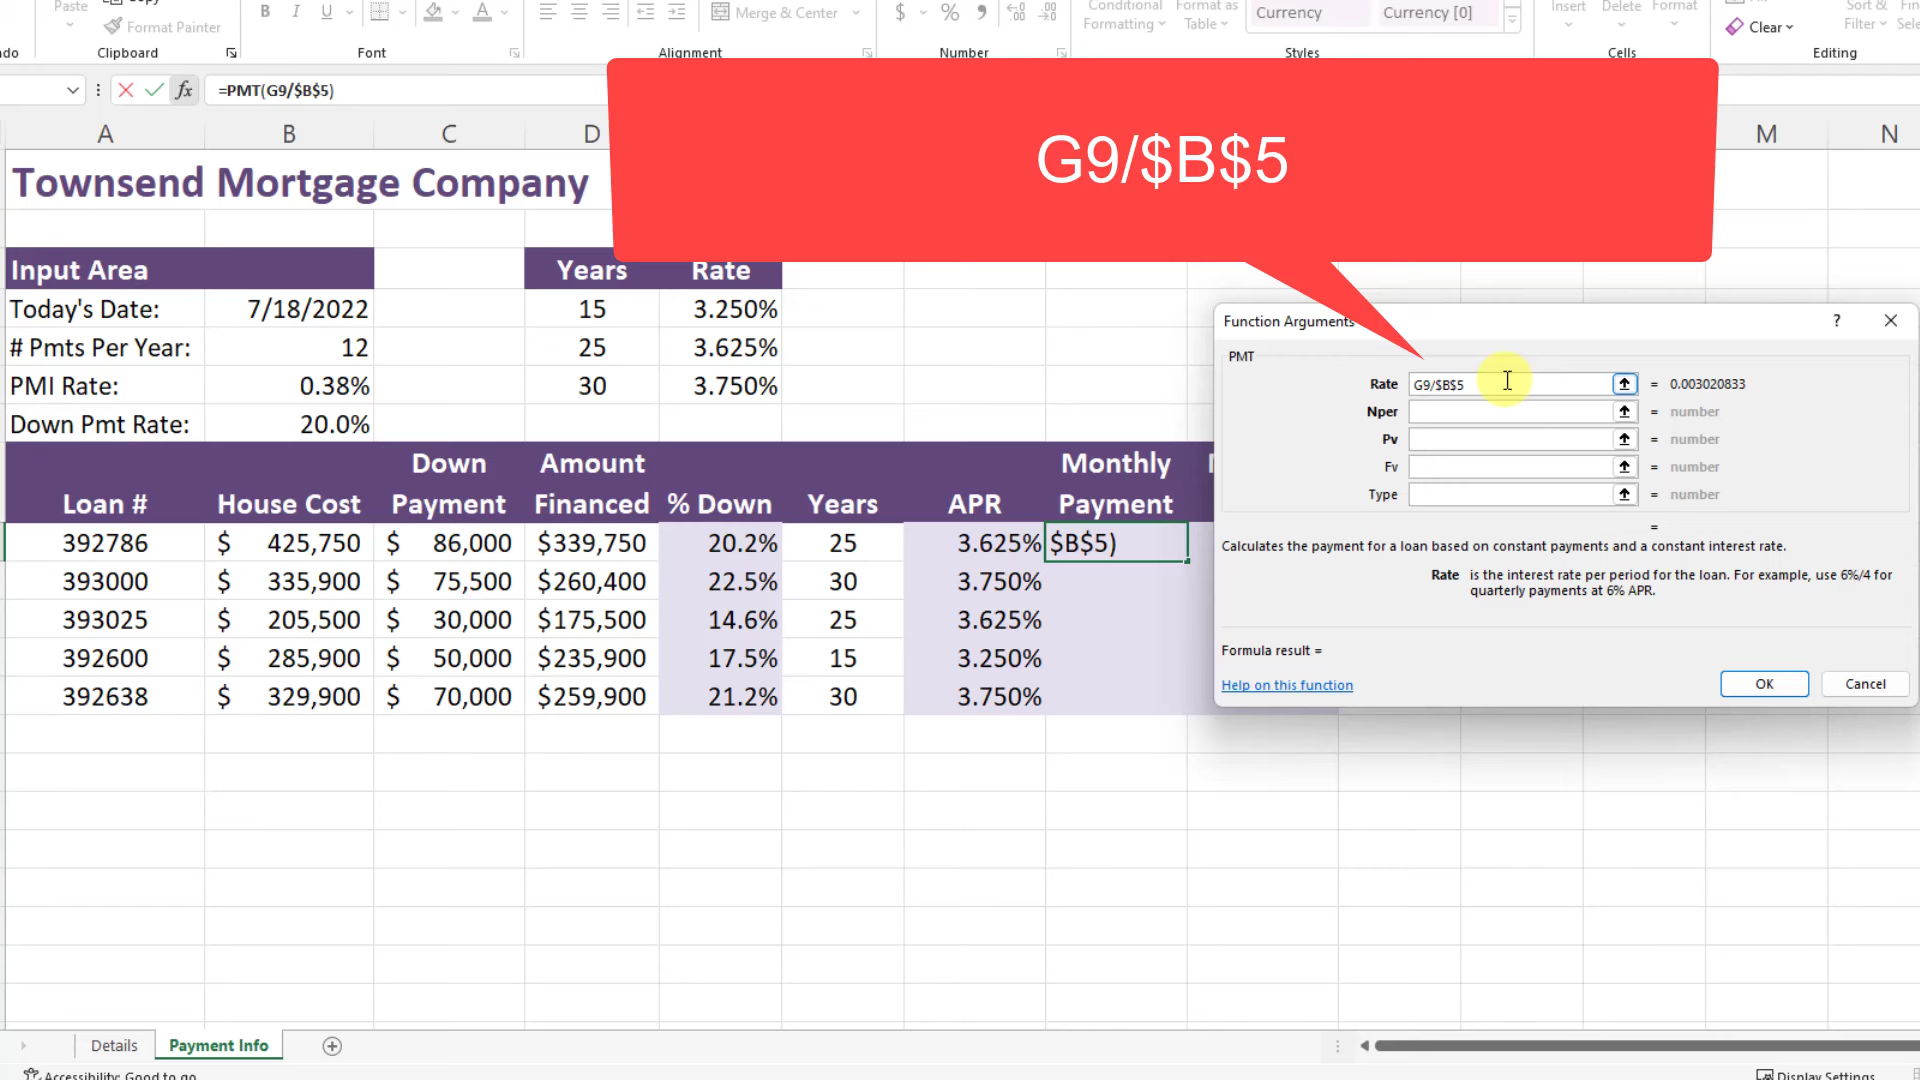 Paste
Copy
Format Painter
Clipboard
B I U
Font
A
Alignment
Merge & Center
$ % 9
Number
Conditional
Formatting
Format as
Table
Currency
Currency [0]
Styles
Insert
Delete
Format
Cells
Clear
Sort &
Filter
Editing
fx
=PMT(G9/$B$5)
G9/$B$5
A B C D M N
Townsend Mortgage Company
Input Area
Years Rate
Today's Date: 7/18/2022 15 3.250%
# Pmts Per Year: 12 25 3.625%
PMI Rate: 0.38% 30 3.750%
Down Pmt Rate: 20.0%
Down Amount Monthly
Loan # House Cost Payment Financed % Down Years APR Payment
392786 $ 425,750 $ 86,000 $339,750 20.2% 25 3.625% $B$5)
393000 $ 335,900 $ 75,500 $260,400 22.5% 30 3.750%
393025 $ 205,500 $ 30,000 $175,500 14.6% 25 3.625%
392600 $ 285,900 $ 50,000 $235,900 17.5% 15 3.250%
392638 $ 329,900 $ 70,000 $259,900 21.2% 30 3.750%
Function Arguments ?
PMT
Rate G9/$B$5 = 0.003020833
Nper = number
Pv = number
Fv = number
Type = number
=
Calculates the payment for a loan based on constant payments and a constant interest rate.
Rate is the interest rate per period for the loan. For example, use 6%/4 for
quarterly payments at 6% APR.
Formula result =
Help on this function
OK
Cancel
Details
Payment Info
Accessibility: Good to go
Display Settings